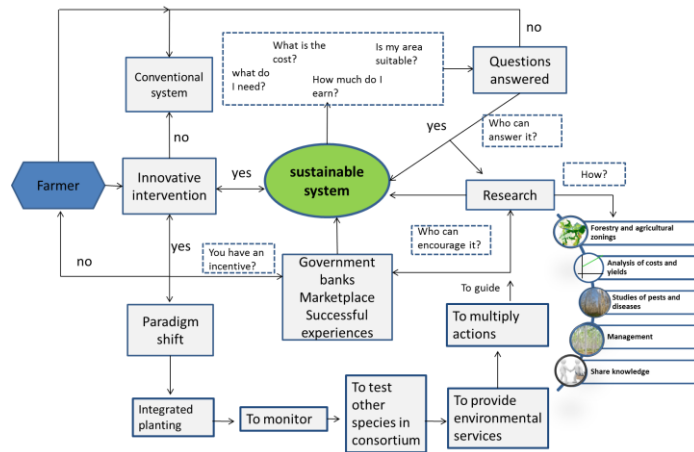 no
What is the
cost?
Is my area
suitable?
what do
I need?
How much do I
earn?
Questions
answered
Conventional
system
no
yes
Who can
answer it?
Farmer
Innovative
intervention
yes
sustainable
system
Research
How?
yes
You have an
incentive?
Who can
encourage it?
no
Government
banks
Marketplace
Successful
experiences
To guide
Forestry and agricultural
zonings
Analysis of costs and
yields
Studies of pests and
diseases
Management
Share knowledge
Paradigm
shift
To multiply
actions
Integrated
planting
To monitor
To test
other
species in
consortium
To provide
environmental
services